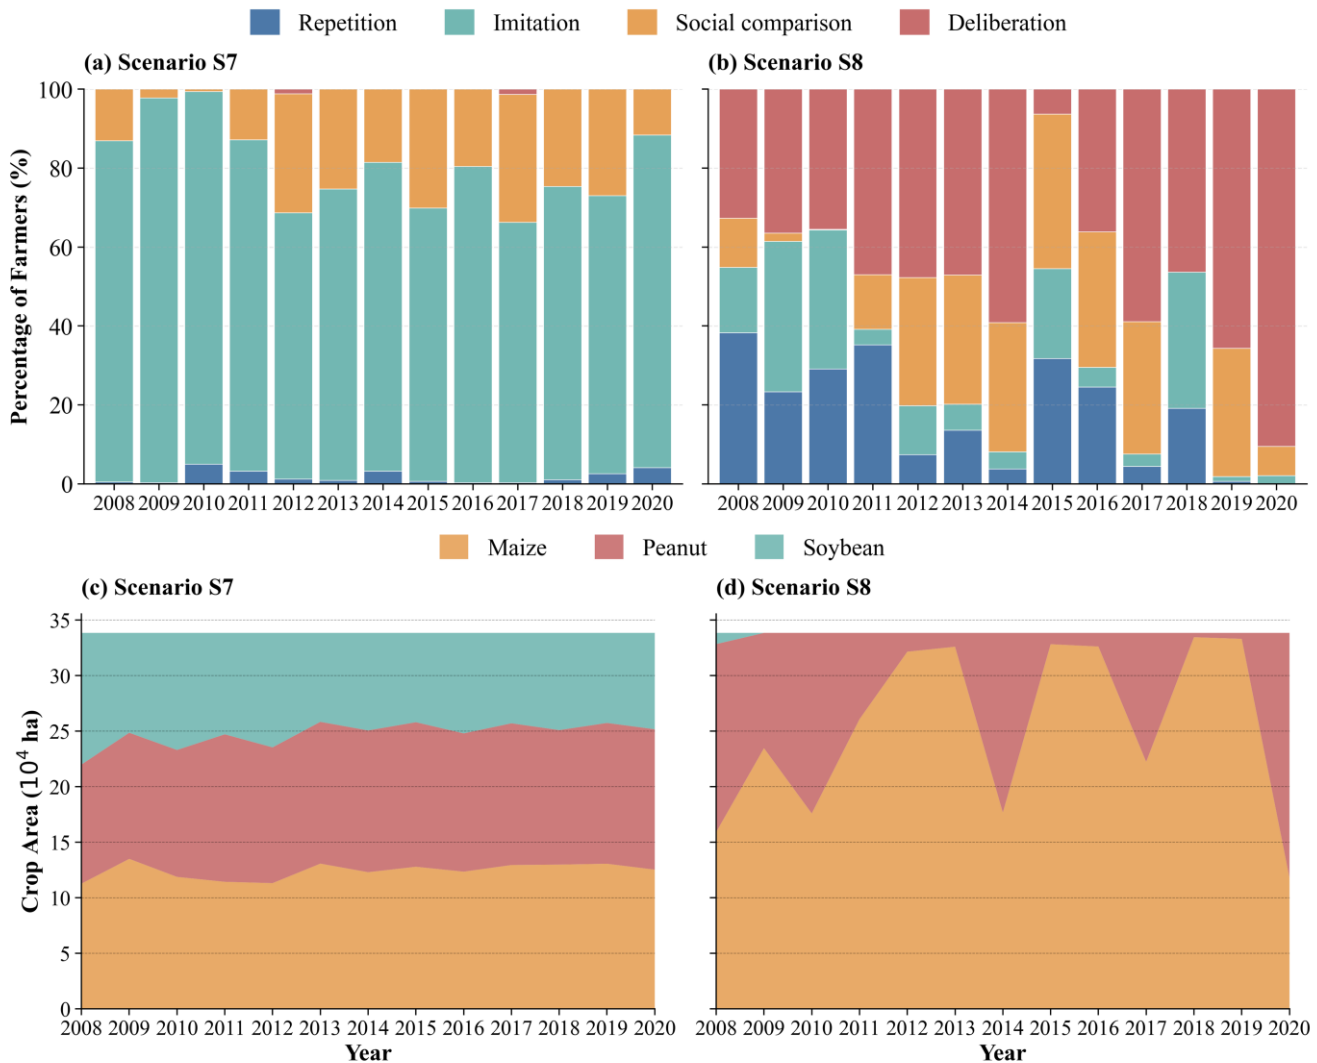 Repetition Imitation Social comparison Deliberation
(a) Scenario S7 (b) Scenario S8
Percentage of Farmers (%)
100
80
60
40
20
0
2008 2009 2010 2011 2012 2013 2014 2015 2016 2017 2018 2019 2020
2008 2009 2010 2011 2012 2013 2014 2015 2016 2017 2018 2019 2020
Maize Peanut Soybean
(c) Scenario S7 (d) Scenario S8
Crop Area (10⁴ ha)
35
30
25
20
15
10
5
0
2008 2009 2010 2011 2012 2013 2014 2015 2016 2017 2018 2019 2020
2008 2009 2010 2011 2012 2013 2014 2015 2016 2017 2018 2019 2020
Year Year